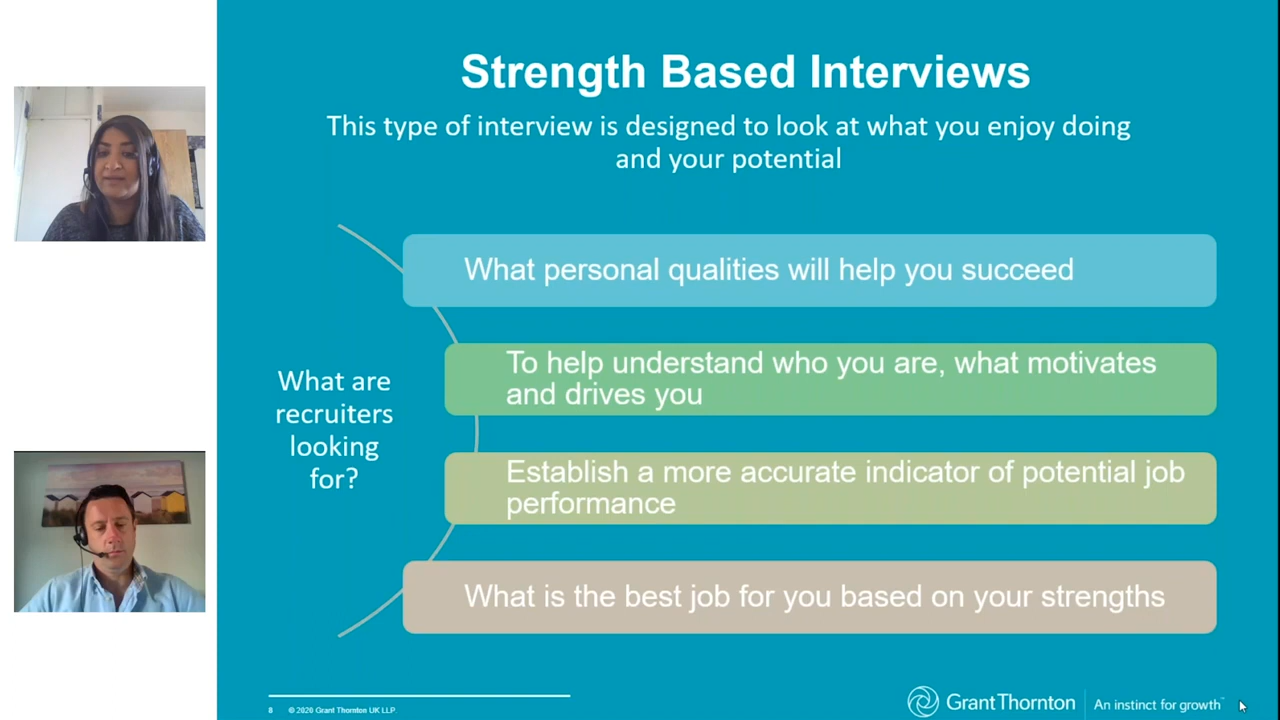 Strength Based Interviews
This type of interview is designed to look at what you enjoy doing
and your potential
What are
recruiters
looking
for?
What personal qualities will help you succeed
To help understand who you are, what motivates
and drives you
Establish a more accurate indicator of potential job
performance
What is the best job for you based on your strengths
8 © 2020 Grant Thornton UK LLP.
GrantThornton An instinct for growth™